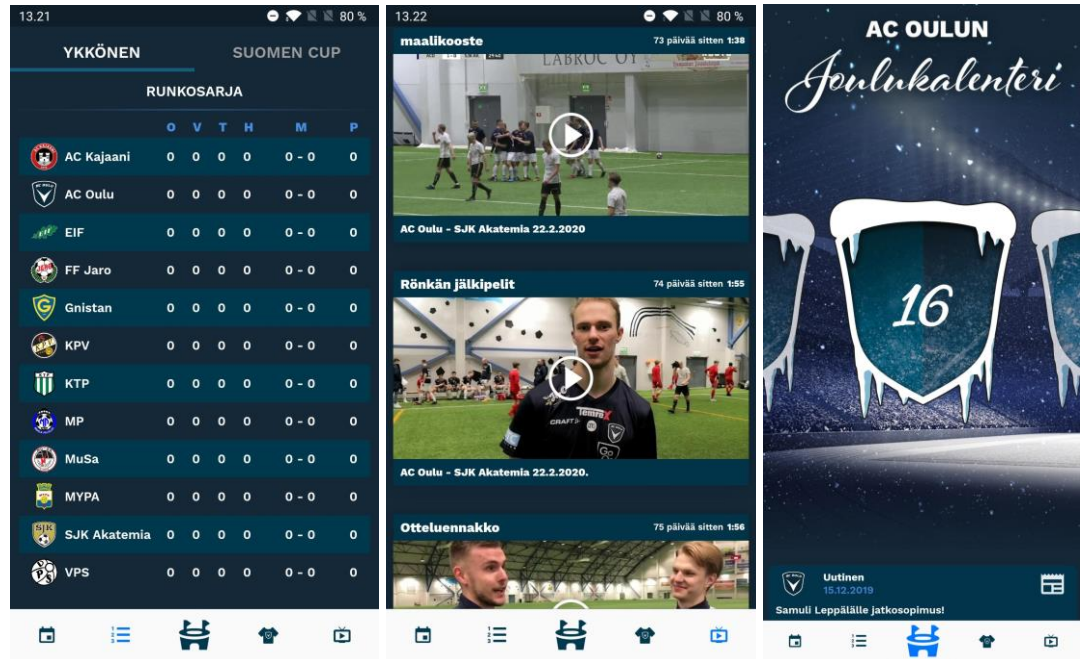 13.21
80 %
YKKÖNEN
SUOMEN CUP
RUNKOSARJA
O V T H M P
AC Kajaani 0 0 0 0 0 - 0 0
AC Oulu 0 0 0 0 0 - 0 0
EIF 0 0 0 0 0 - 0 0
FF Jaro 0 0 0 0 0 - 0 0
Gnistan 0 0 0 0 0 - 0 0
KPV 0 0 0 0 0 - 0 0
KTP 0 0 0 0 0 - 0 0
MP 0 0 0 0 0 - 0 0
MuSa 0 0 0 0 0 - 0 0
MYPA 0 0 0 0 0 - 0 0
SJK Akatemia 0 0 0 0 0 - 0 0
VPS 0 0 0 0 0 - 0 0
13.22
80 %
maalikooste
73 päivää sitten 1:38
LABROC OY
AC Oulu - SJK Akatemia 22.2.2020
Rönkän jälkipelit
74 päivää sitten 1:55
TemreX
CRAFT
AC Oulu - SJK Akatemia 22.2.2020.
Otteluennakko
75 päivää sitten 1:56
AC OULUN
Joulukalenteri
16
Uutinen
15.12.2019
Samuli Leppälälle jatkosopimus!